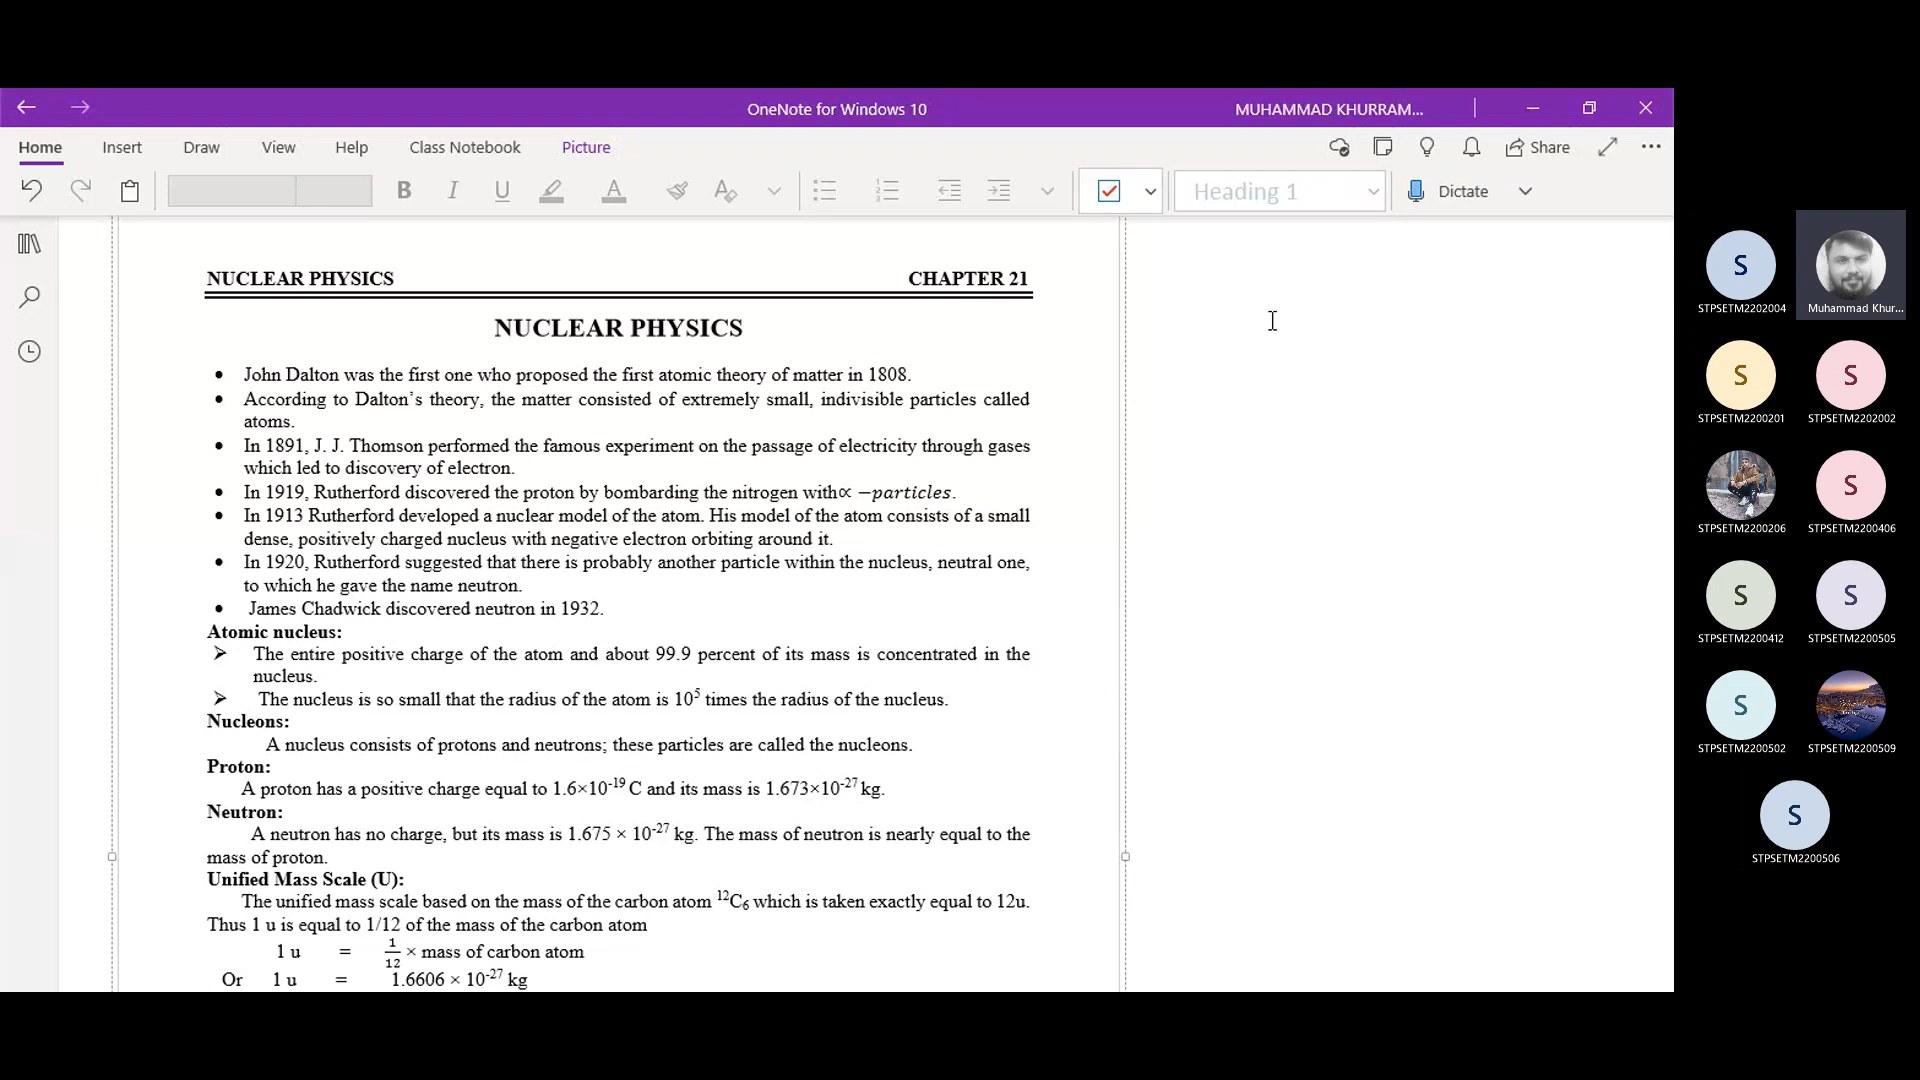 OneNote for Windows 10
MUHAMMAD KHURRAM...
Home Insert Draw View Help Class Notebook Picture
Share
B I U A
Heading 1
Dictate
NUCLEAR PHYSICS CHAPTER 21
NUCLEAR PHYSICS
• John Dalton was the first one who proposed the first atomic theory of matter in 1808.
• According to Dalton's theory, the matter consisted of extremely small, indivisible particles called
atoms.
• In 1891, J. J. Thomson performed the famous experiment on the passage of electricity through gases
which led to discovery of electron.
• In 1919, Rutherford discovered the proton by bombarding the nitrogen with∝ −particles.
• In 1913 Rutherford developed a nuclear model of the atom. His model of the atom consists of a small
dense, positively charged nucleus with negative electron orbiting around it.
• In 1920, Rutherford suggested that there is probably another particle within the nucleus, neutral one,
to which he gave the name neutron.
• James Chadwick discovered neutron in 1932.
Atomic nucleus:
➢ The entire positive charge of the atom and about 99.9 percent of its mass is concentrated in the
nucleus.
➢ The nucleus is so small that the radius of the atom is 10⁵ times the radius of the nucleus.
Nucleons:
A nucleus consists of protons and neutrons; these particles are called the nucleons.
Proton:
A proton has a positive charge equal to 1.6×10⁻¹⁹ C and its mass is 1.673×10⁻²⁷ kg.
Neutron:
A neutron has no charge, but its mass is 1.675 × 10⁻²⁷ kg. The mass of neutron is nearly equal to the
mass of proton.
Unified Mass Scale (U):
The unified mass scale based on the mass of the carbon atom ¹²C₆ which is taken exactly equal to 12u.
Thus 1 u is equal to 1/12 of the mass of the carbon atom
1 u = 1/12 × mass of carbon atom
Or 1 u = 1.6606 × 10⁻²⁷ kg
S
STPSETM2202004 Muhammad Khur...
S S
STPSETM2200201 STPSETM2202002
S
STPSETM2200206 STPSETM2200406
S S
STPSETM2200412 STPSETM2200505
S
STPSETM2200502 STPSETM2200509
S
STPSETM2200506